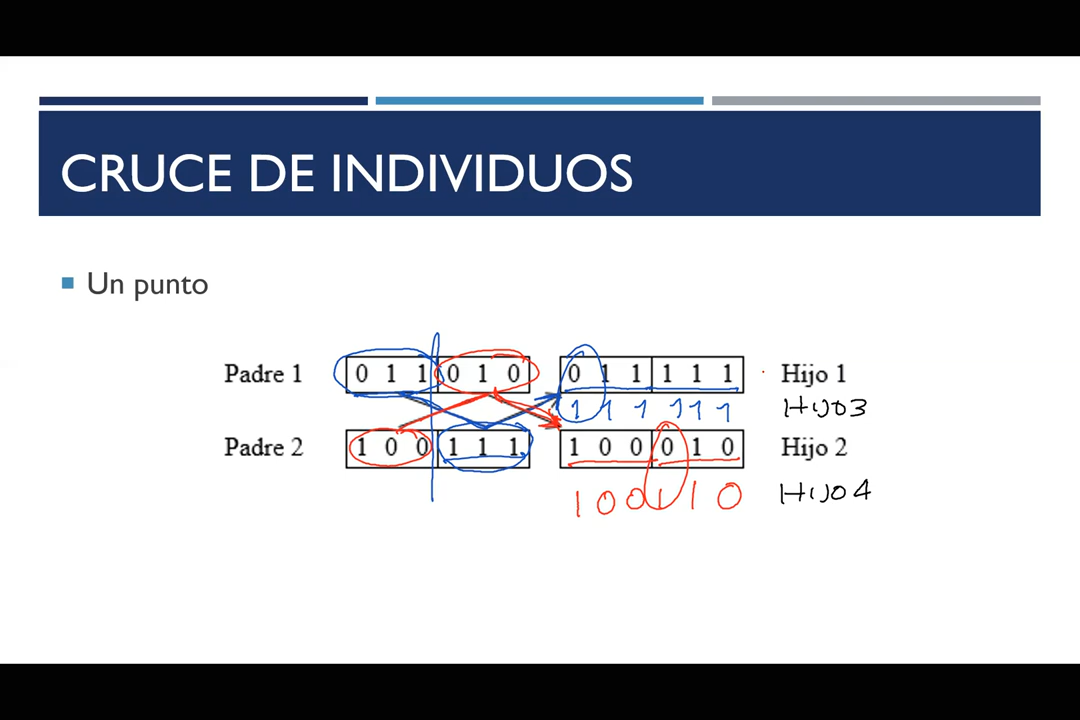 CRUCE DE INDIVIDUOS
Un punto
Padre 1 0 1 1 0 1 0 0 1 1 1 1 1 Hijo 1
1 1 1 1 1 1 HIJO3
Padre 2 1 0 0 1 1 1 1 0 0 0 1 0 Hijo 2
1 0 0 1 1 0 HIJO4